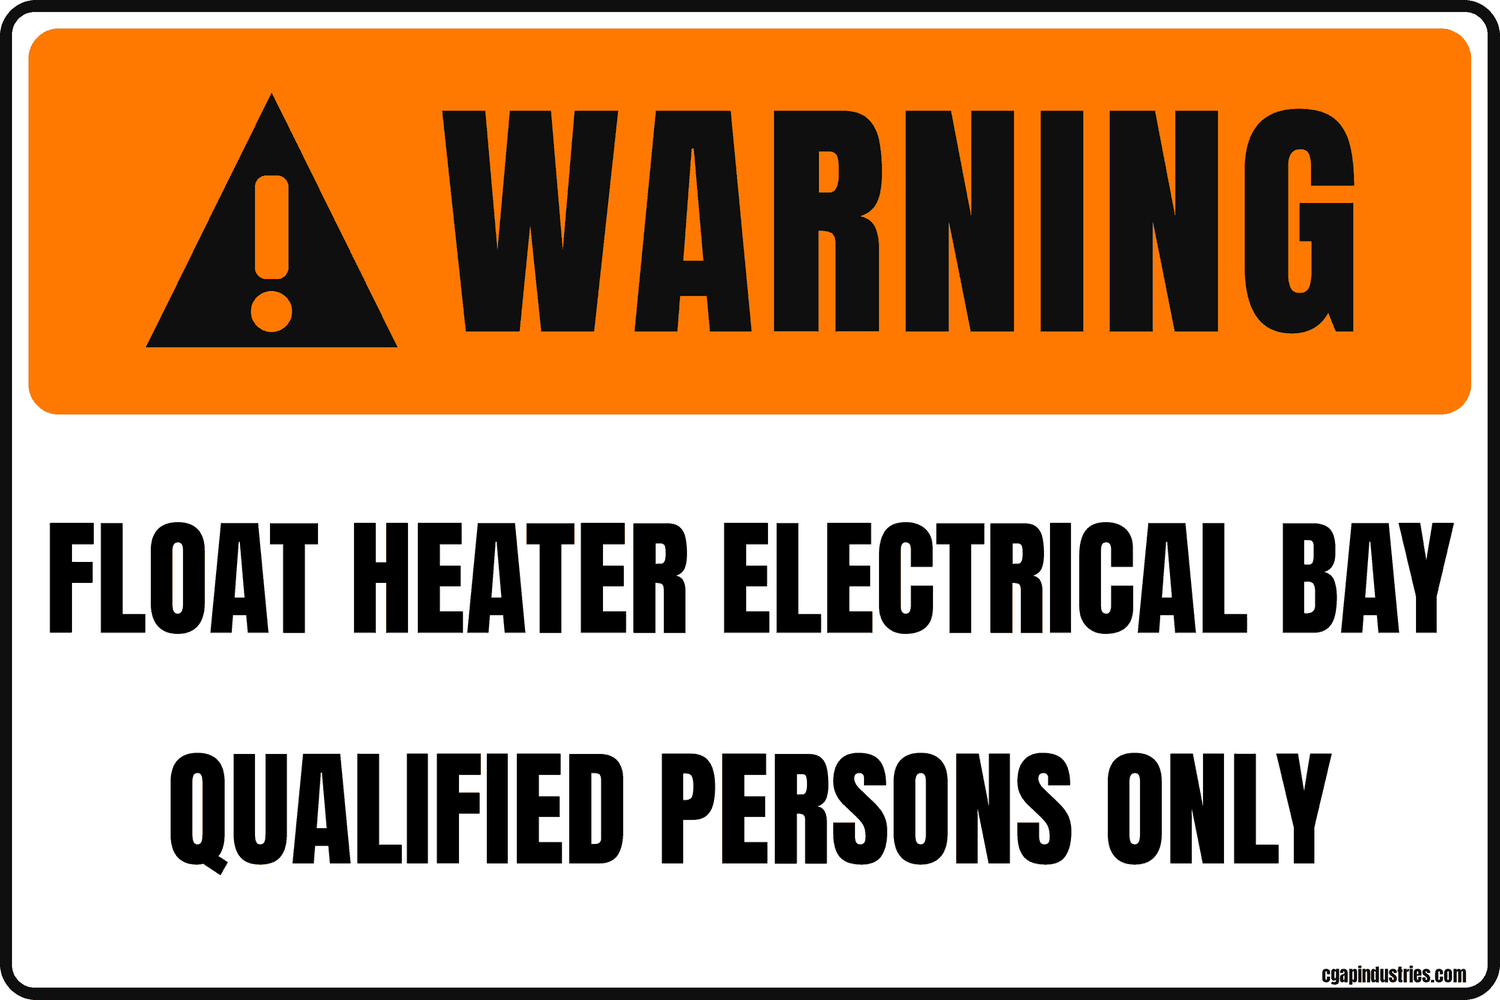 WARNING
FLOAT HEATER ELECTRICAL BAY
QUALIFIED PERSONS ONLY
cgapindustries.com